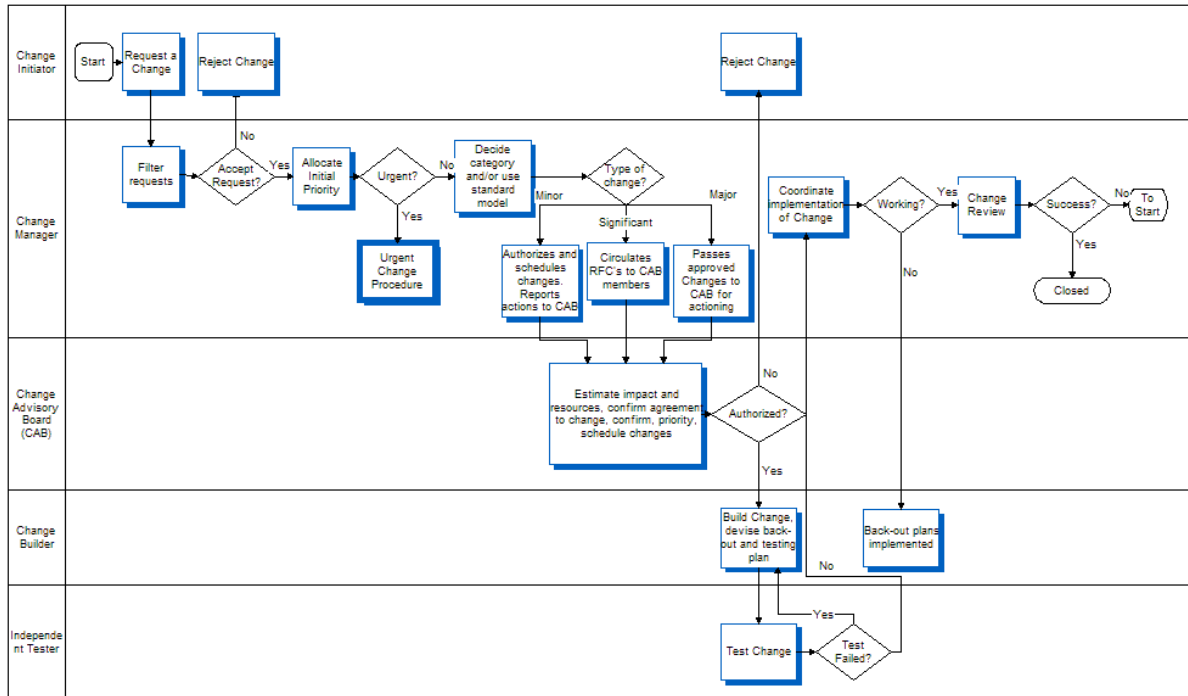 Change
Initiator
Start
Request a
Change
Reject Change
Reject Change
Change
Manager
Filter
requests
Accept
Request?
No
Yes
Allocate
Initial
Priority
Urgent?
No
Yes
Urgent
Change
Procedure
Decide
category
and/or use
standard
model
Type of
change?
Minor
Significant
Major
Authorizes and
schedules
changes.
Reports
actions to CAB
Circulates
RFC's to CAB
members
Passes
approved
Changes to
CAB for
actioning
Coordinate
implementation
of Change
Working?
Yes
No
Change
Review
Success?
No
To
Start
Yes
Closed
Change
Advisory
Board
(CAB)
Estimate impact and
resources, confirm agreement
to change, confirm, priority,
schedule changes
Authorized?
No
Yes
Change
Builder
Build Change,
devise back-
out and testing
plan
Back-out plans
implemented
No
Independe
nt Tester
Test Change
Test
Failed?
Yes